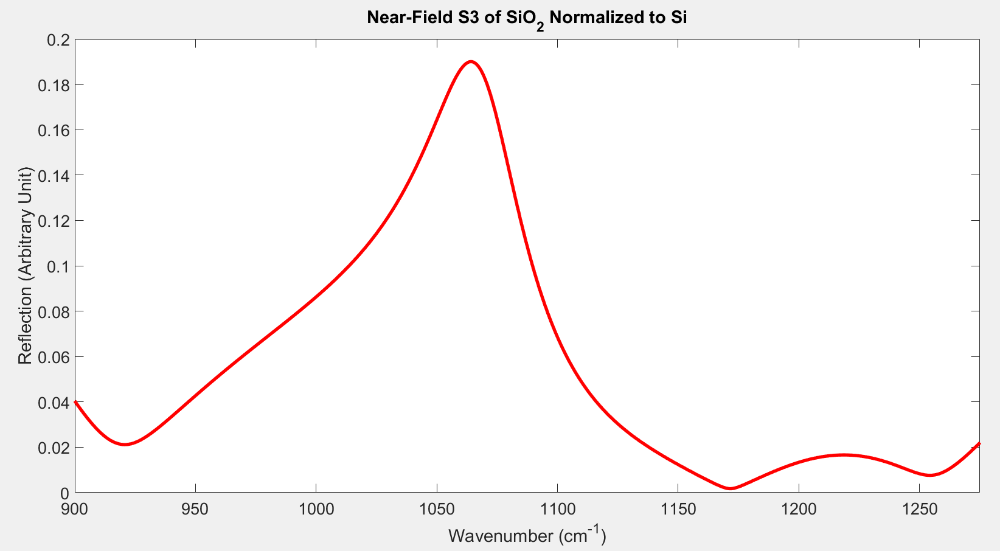 Near-Field S3 of SiO₂ Normalized to Si
0.2
0.18
0.16
0.14
0.12
0.1
0.08
0.06
0.04
0.02
0
Reflection (Arbitrary Unit)
900 950 1000 1050 1100 1150 1200 1250
Wavenumber (cm⁻¹)